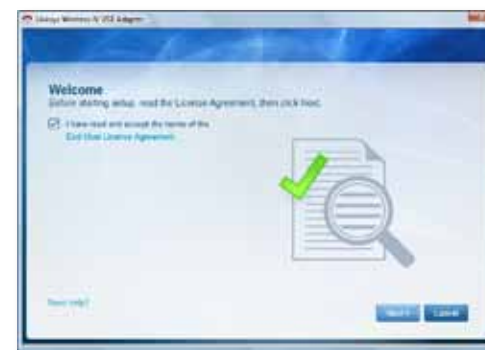 Linksys Wireless-N USB Adapter
Welcome
Before starting setup, read the License Agreement, then click Next.
I have read and accept the terms of the
End User License Agreement
Need help?
Next
Cancel